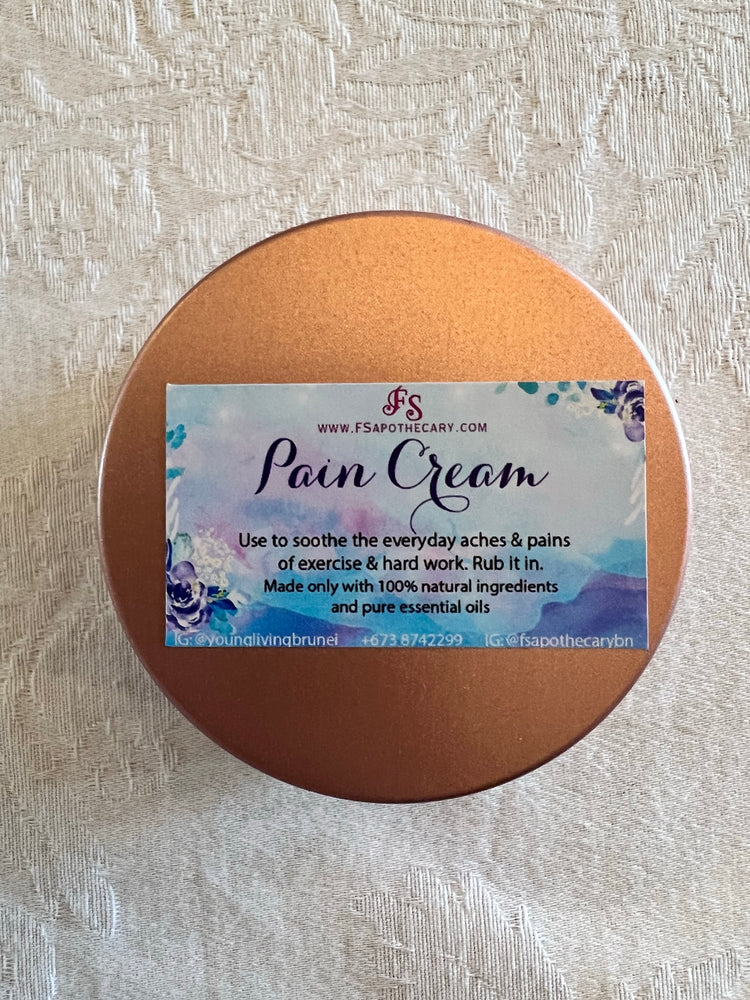 FS
WWW.FSAPOTHECARY.COM
Pain Cream
Use to soothe the everyday aches & pains
of exercise & hard work. Rub it in.
Made only with 100% natural ingredients
and pure essential oils
IG:@younglivingbrunei +673 8742299 IG:@fsapothecarybn